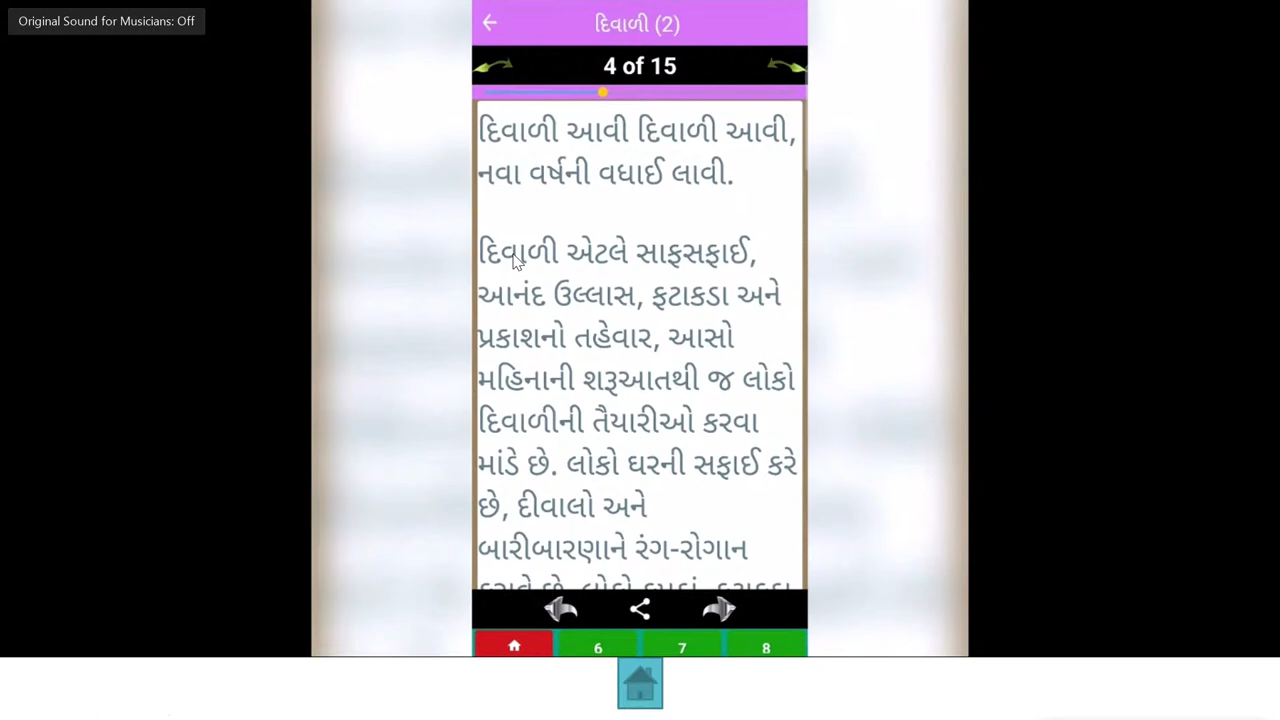 Original Sound for Musicians: Off
દિવાળી (2)
4 of 15
દિવાળી આવી દિવાળી આવી,
નવા વર્ષની વધાઈ લાવી.
દિવાળી એટલે સાફસફાઈ,
આનંદ ઉલ્લાસ, ફટાકડા અને
પ્રકાશનો તહેવાર, આસો
મહિનાની શરૂઆતથી જ લોકો
દિવાળીની તૈયારીઓ કરવા
માંડે છે. લોકો ઘરની સફાઈ કરે
છે, દીવાલો અને
બારીબારણાને રંગ-રોગાન
6 7 8